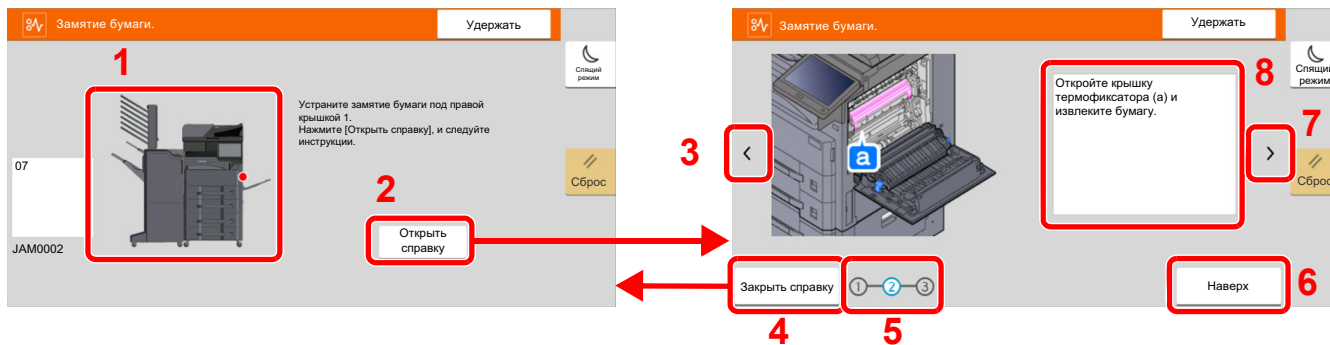 Замятие бумаги.
Удержать
1
Спящий
режим
Устраните замятие бумаги под правой
крышкой 1.
Нажмите [Открыть справку], и следуйте
инструкции.
07
2
Сброс
Открыть
справку
JAM0002
Замятие бумаги.
Удержать
8
Спящий
режим
Откройте крышку
термофиксатора (a) и
извлеките бумагу.
7
3
<
a
>
Сброс
Закрыть справку
1 2 3
Наверх
6
4
5